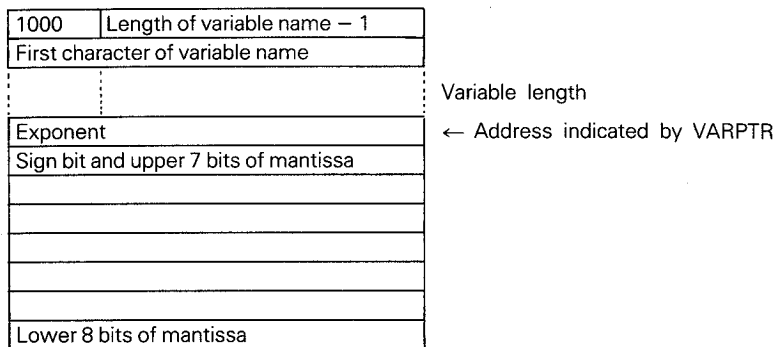 1000 Length of variable name – 1
First character of variable name
Variable length
Exponent ← Address indicated by VARPTR
Sign bit and upper 7 bits of mantissa
Lower 8 bits of mantissa